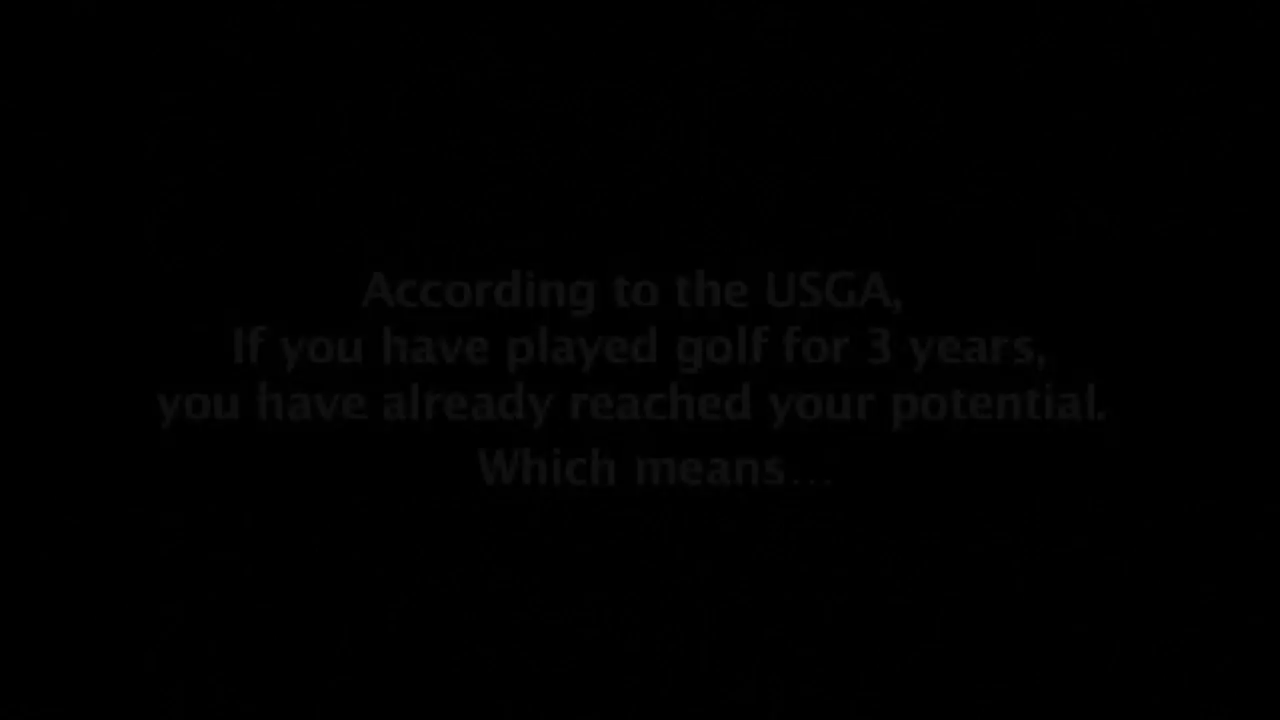 According to the USGA,
If you have played golf for 3 years,
you have already reached your potential.
Which means...